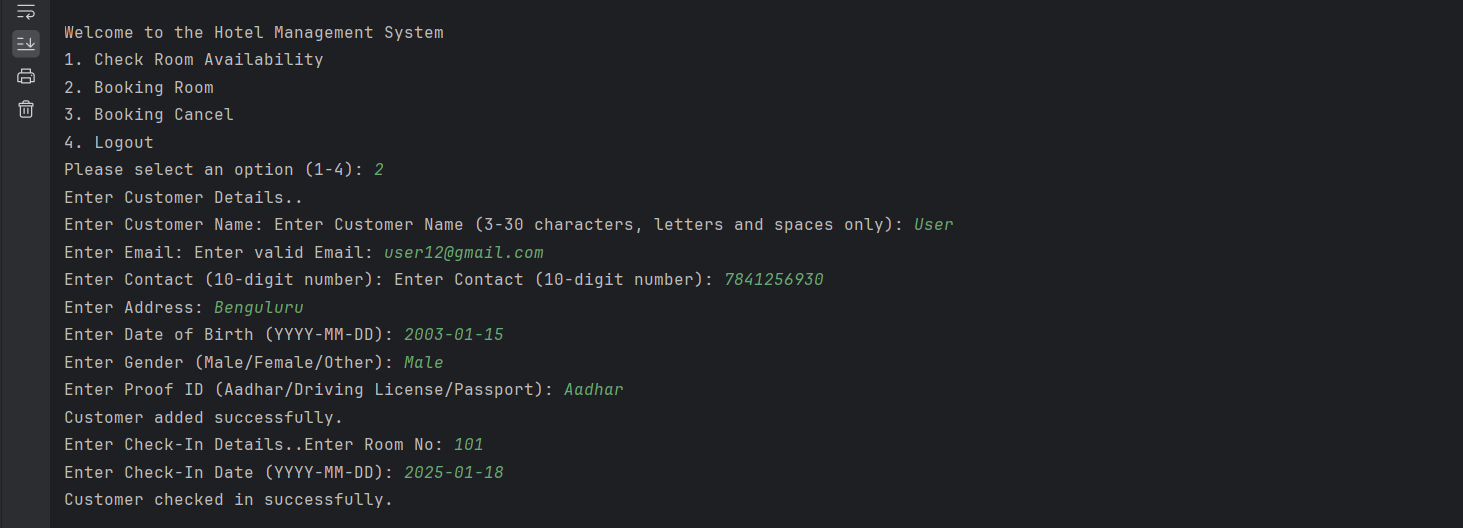 Welcome to the Hotel Management System
1. Check Room Availability
2. Booking Room
3. Booking Cancel
4. Logout
Please select an option (1-4): 2
Enter Customer Details..
Enter Customer Name: Enter Customer Name (3-30 characters, letters and spaces only): User
Enter Email: Enter valid Email: user12@gmail.com
Enter Contact (10-digit number): Enter Contact (10-digit number): 7841256930
Enter Address: Benguluru
Enter Date of Birth (YYYY-MM-DD): 2003-01-15
Enter Gender (Male/Female/Other): Male
Enter Proof ID (Aadhar/Driving License/Passport): Aadhar
Customer added successfully.
Enter Check-In Details..Enter Room No: 101
Enter Check-In Date (YYYY-MM-DD): 2025-01-18
Customer checked in successfully.